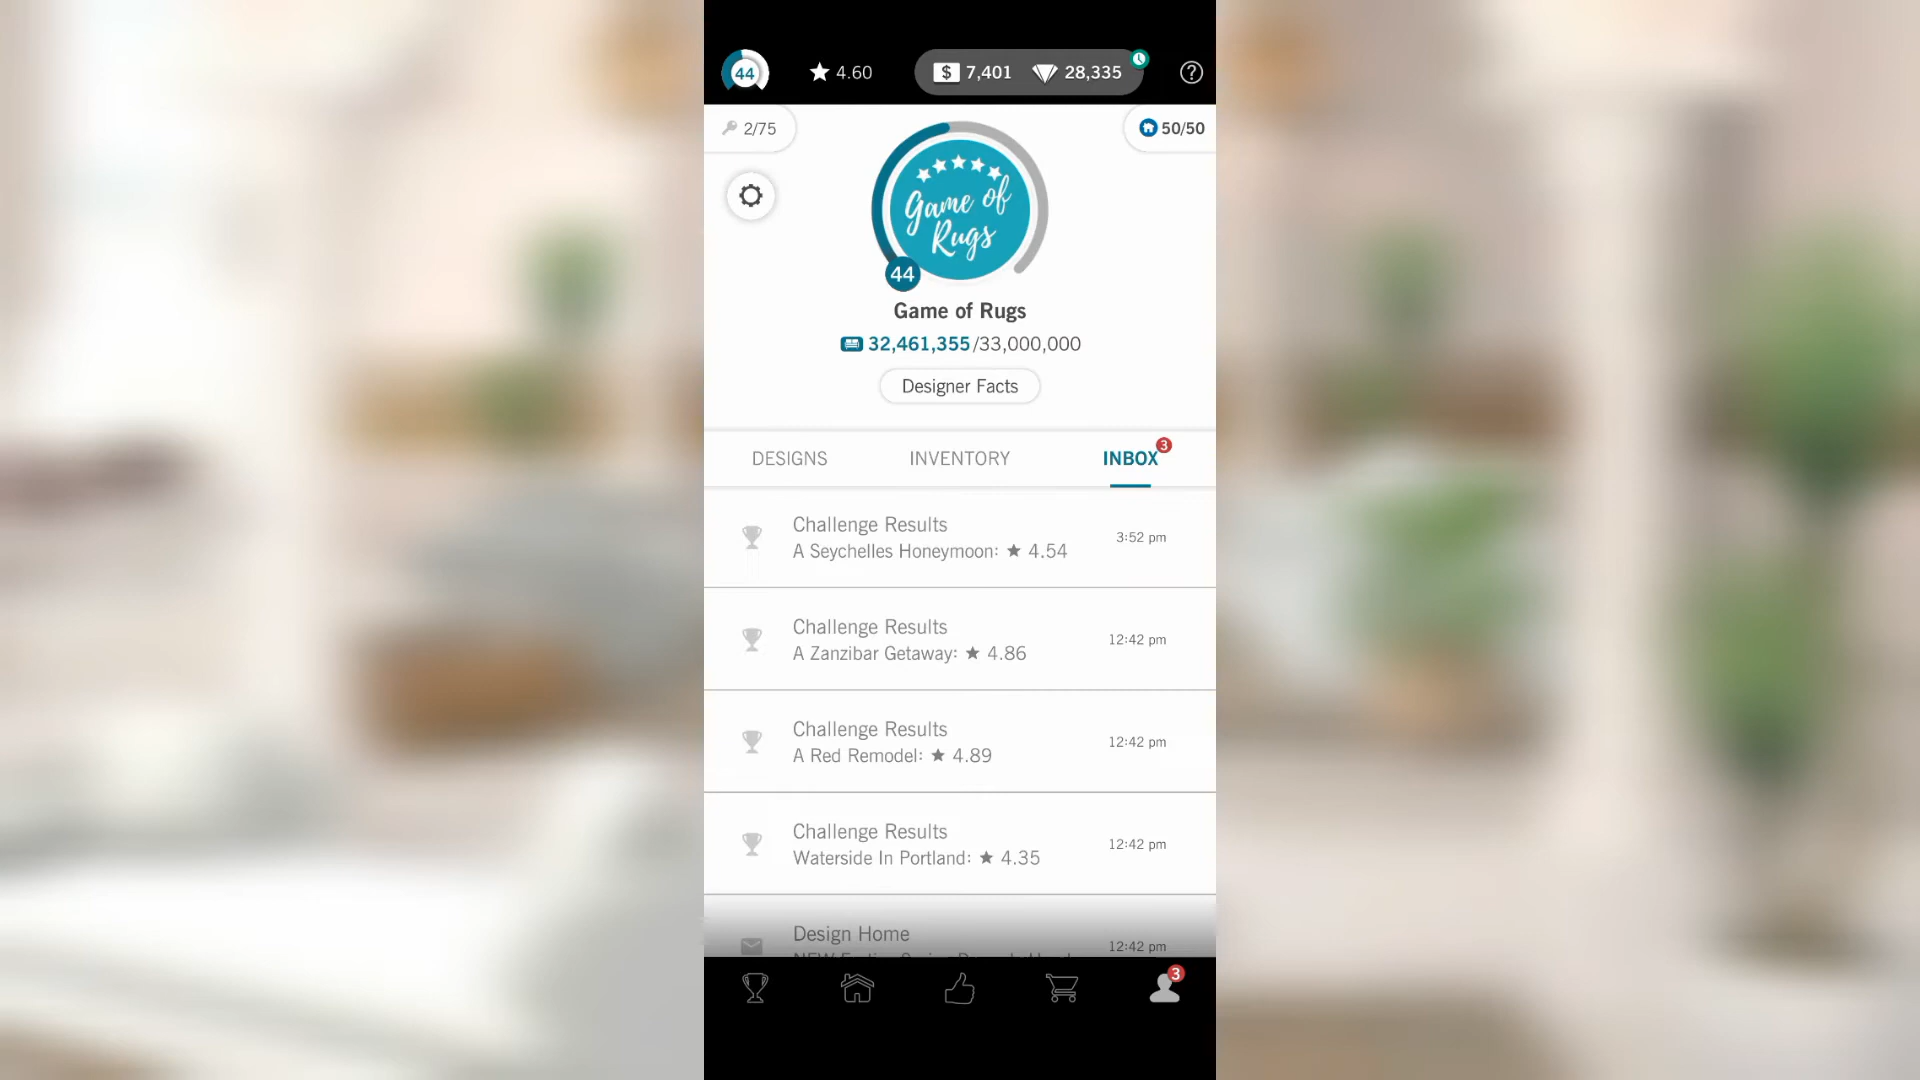 44
4.60
$ 7,401
28,335
?
2/75
50/50
Game of
Rugs
44
Game of Rugs
32,461,355/33,000,000
Designer Facts
DESIGNS
INVENTORY
INBOX
3
Challenge Results
A Seychelles Honeymoon: ★ 4.54
3:52 pm
Challenge Results
A Zanzibar Getaway: ★ 4.86
12:42 pm
Challenge Results
A Red Remodel: ★ 4.89
12:42 pm
Challenge Results
Waterside In Portland: ★ 4.35
12:42 pm
Design Home
12:42 pm
3